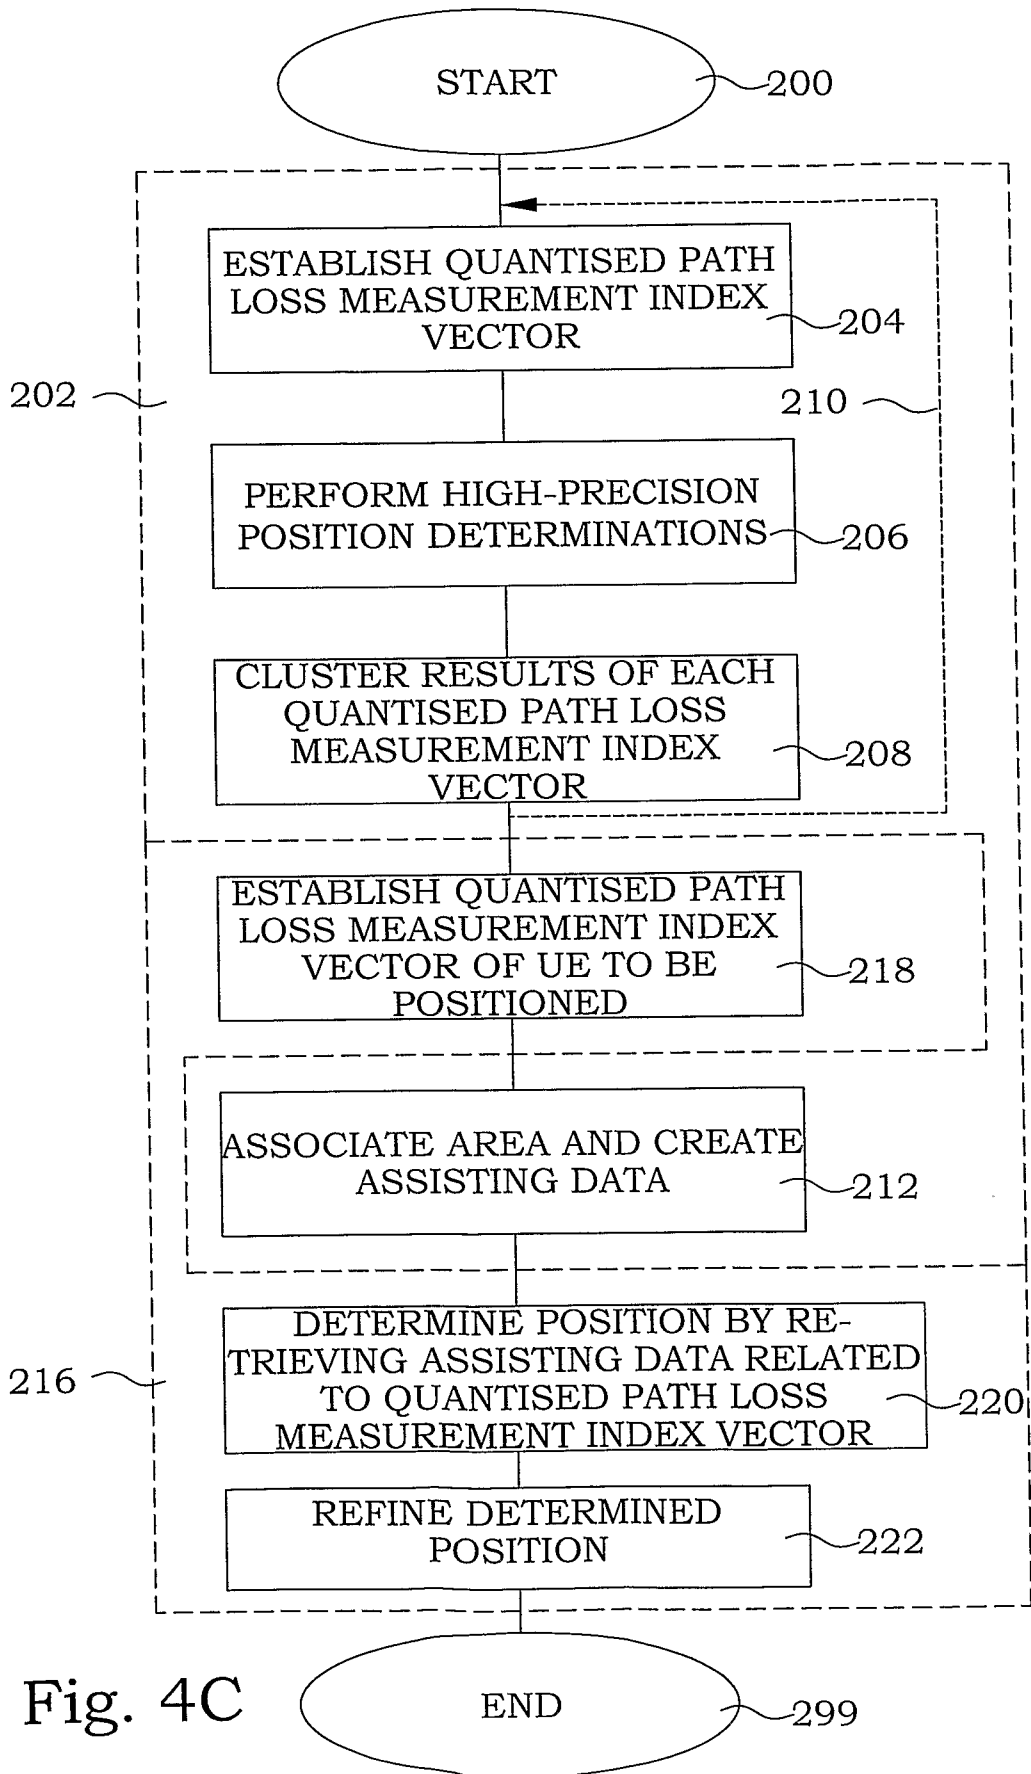 START
200
ESTABLISH QUANTISED PATH
LOSS MEASUREMENT INDEX
VECTOR
204
202
210
PERFORM HIGH-PRECISION
POSITION DETERMINATIONS
206
CLUSTER RESULTS OF EACH
QUANTISED PATH LOSS
MEASUREMENT INDEX
VECTOR
208
ESTABLISH QUANTISED PATH
LOSS MEASUREMENT INDEX
VECTOR OF UE TO BE
POSITIONED
218
ASSOCIATE AREA AND CREATE
ASSISTING DATA
212
DETERMINE POSITION BY RE-
TRIEVING ASSISTING DATA RELATED
TO QUANTISED PATH LOSS
MEASUREMENT INDEX VECTOR
216
220
REFINE DETERMINED
POSITION
222
Fig. 4C
END
299